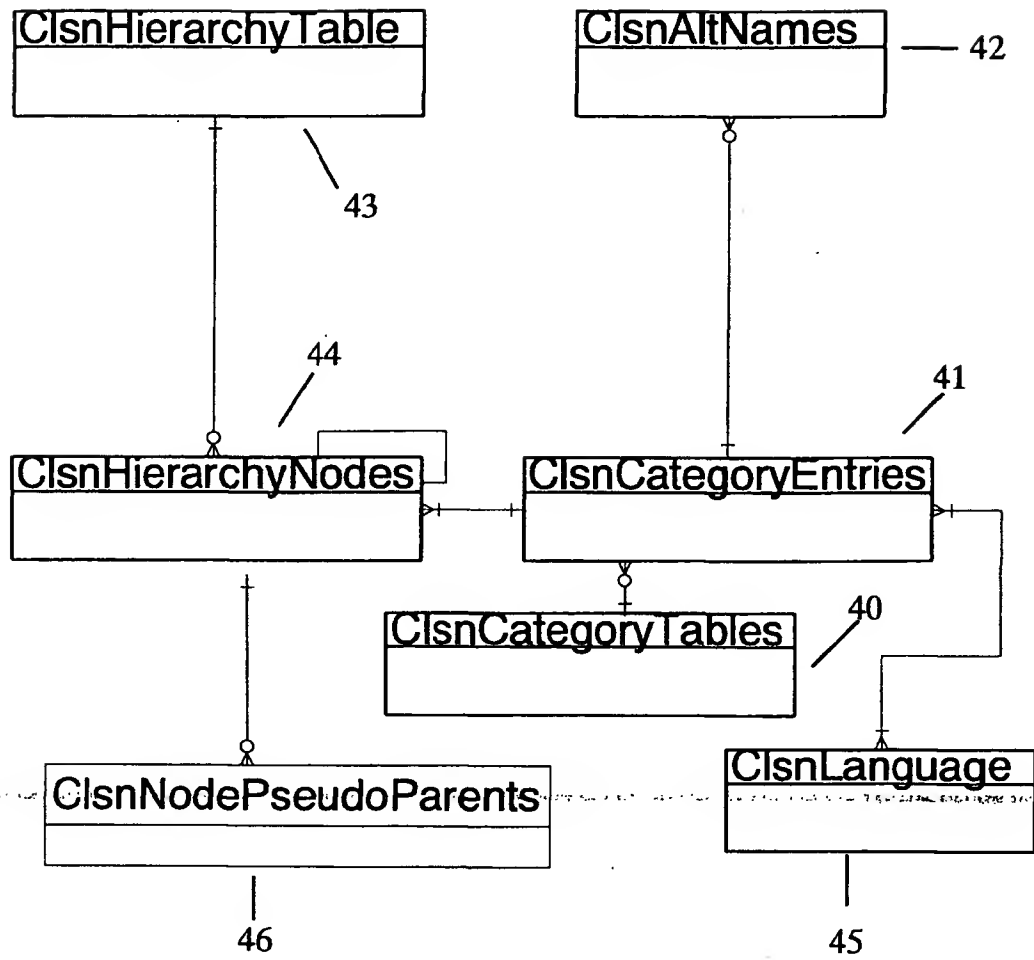 ClsnHierarchyTable
ClsnAltNames
42
43
44
41
ClsnHierarchyNodes
ClsnCategoryEntries
40
ClsnCategoryTables
ClsnLanguage
ClsnNodePseudoParents
46
45